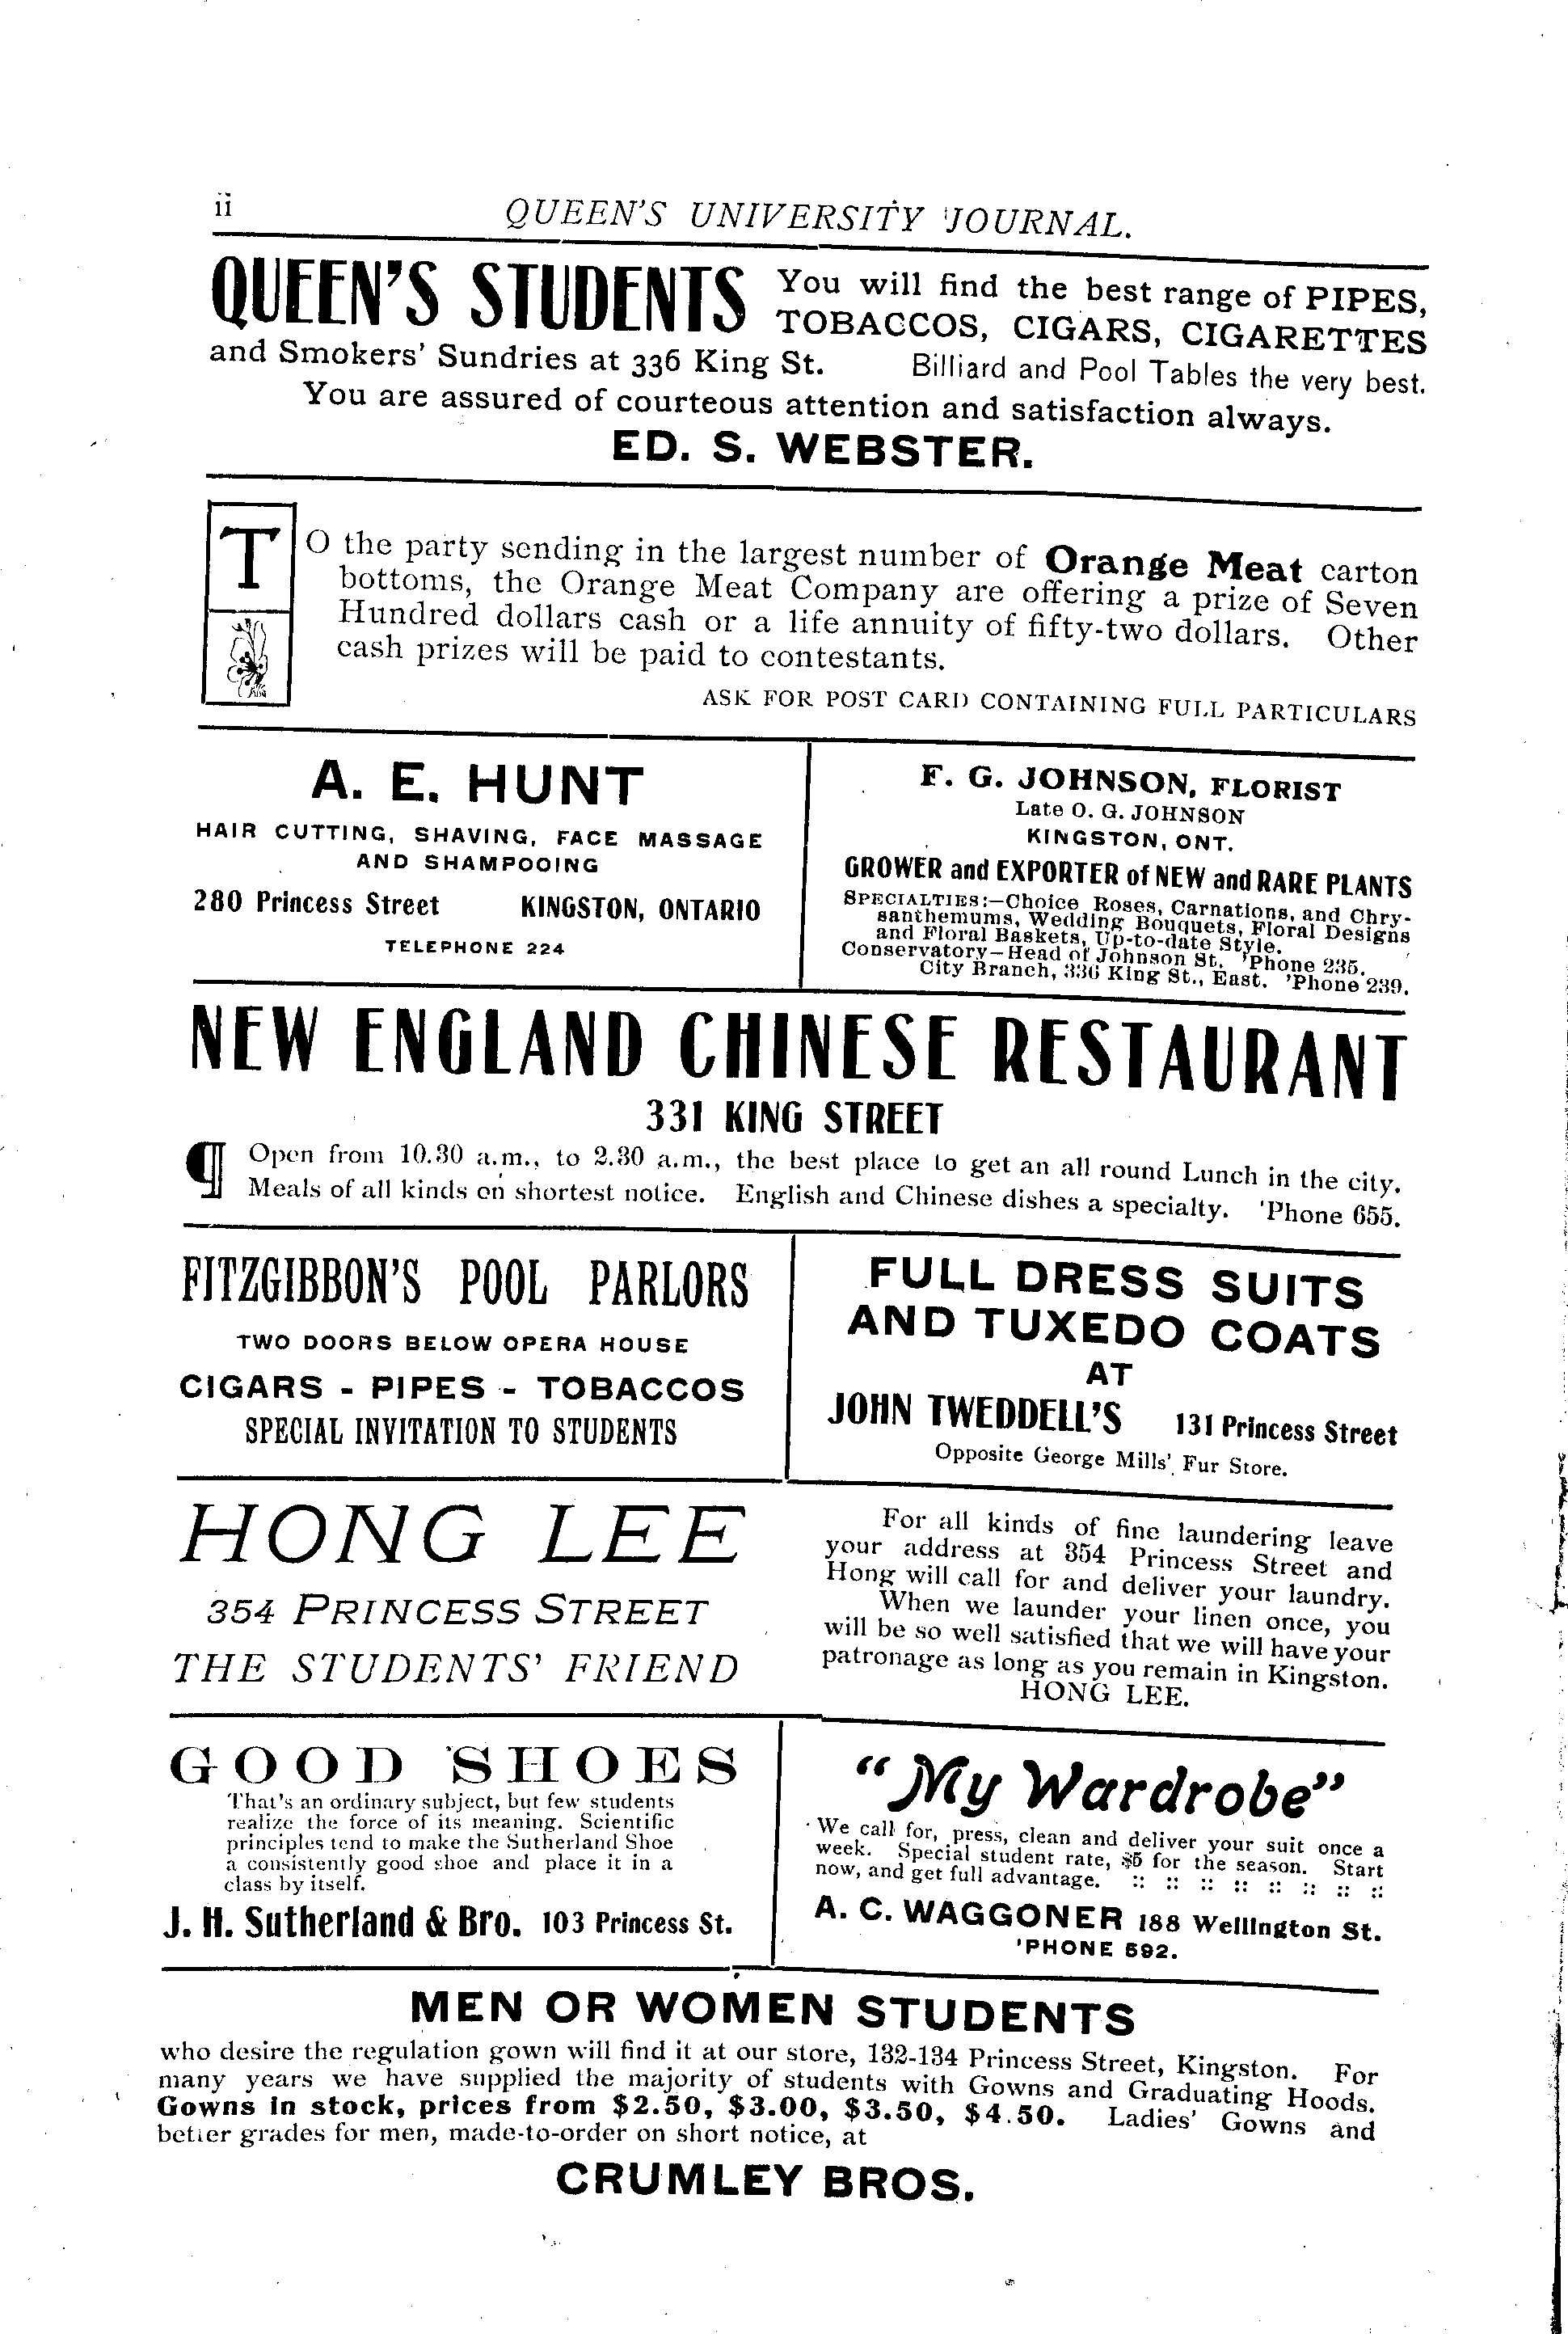 ii
QUEEN'S UNIVERSITY JOURNAL.
QUEEN'S STUDENTS You will find the best range of PIPES,
TOBACCOS, CIGARS, CIGARETTES
and Smokers' Sundries at 336 King St. Billiard and Pool Tables the very best.
You are assured of courteous attention and satisfaction always.
ED. S. WEBSTER.
TO the party sending in the largest number of Orange Meat carton
bottoms, the Orange Meat Company are offering a prize of Seven
Hundred dollars cash or a life annuity of fifty-two dollars. Other
cash prizes will be paid to contestants.
ASK FOR POST CARD CONTAINING FULL PARTICULARS
A. E. HUNT
HAIR CUTTING, SHAVING, FACE MASSAGE
AND SHAMPOOING
280 Princess Street KINGSTON, ONTARIO
TELEPHONE 224
F. G. JOHNSON, FLORIST
Late O. G. JOHNSON
KINGSTON, ONT.
GROWER and EXPORTER of NEW and RARE PLANTS
SPECIALTIES:—Choice Roses, Carnations, and Chry-
santhemums, Wedding Bouquets, Floral Designs
and Floral Baskets, Up-to-date Style.
Conservatory—Head of Johnson St. 'Phone 235.
City Branch, 336 King St., East. 'Phone 239.
NEW ENGLAND CHINESE RESTAURANT
331 KING STREET
¶ Open from 10.30 a.m., to 2.30 a.m., the best place to get an all round Lunch in the city.
Meals of all kinds on shortest notice. English and Chinese dishes a specialty. 'Phone 655.
FITZGIBBON'S POOL PARLORS
TWO DOORS BELOW OPERA HOUSE
CIGARS - PIPES - TOBACCOS
SPECIAL INVITATION TO STUDENTS
FULL DRESS SUITS
AND TUXEDO COATS
AT
JOHN TWEDDELL'S 131 Princess Street
Opposite George Mills' Fur Store.
HONG LEE
354 PRINCESS STREET
THE STUDENTS' FRIEND
For all kinds of fine laundering leave
your address at 354 Princess Street and
Hong will call for and deliver your laundry.
When we launder your linen once, you
will be so well satisfied that we will have your
patronage as long as you remain in Kingston.
HONG LEE.
GOOD SHOES
That's an ordinary subject, but few students
realize the force of its meaning. Scientific
principles tend to make the Sutherland Shoe
a consistently good shoe and place it in a
class by itself.
J. H. Sutherland & Bro. 103 Princess St.
"My Wardrobe"
We call for, press, clean and deliver your suit once a
week. Special student rate, $5 for the season. Start
now, and get full advantage. :: :: :: :: :: :: :: ::
A. C. WAGGONER 188 Wellington St.
'PHONE 592.
MEN OR WOMEN STUDENTS
who desire the regulation gown will find it at our store, 132-134 Princess Street, Kingston. For
many years we have supplied the majority of students with Gowns and Graduating Hoods.
Gowns in stock, prices from $2.50, $3.00, $3.50, $4.50. Ladies' Gowns and
better grades for men, made-to-order on short notice, at
CRUMLEY BROS.